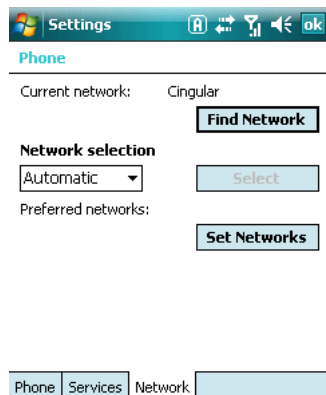 Settings A ok
Phone
Current network: Cingular
Find Network
Network selection
Automatic Select
Preferred networks:
Set Networks
Phone Services Network